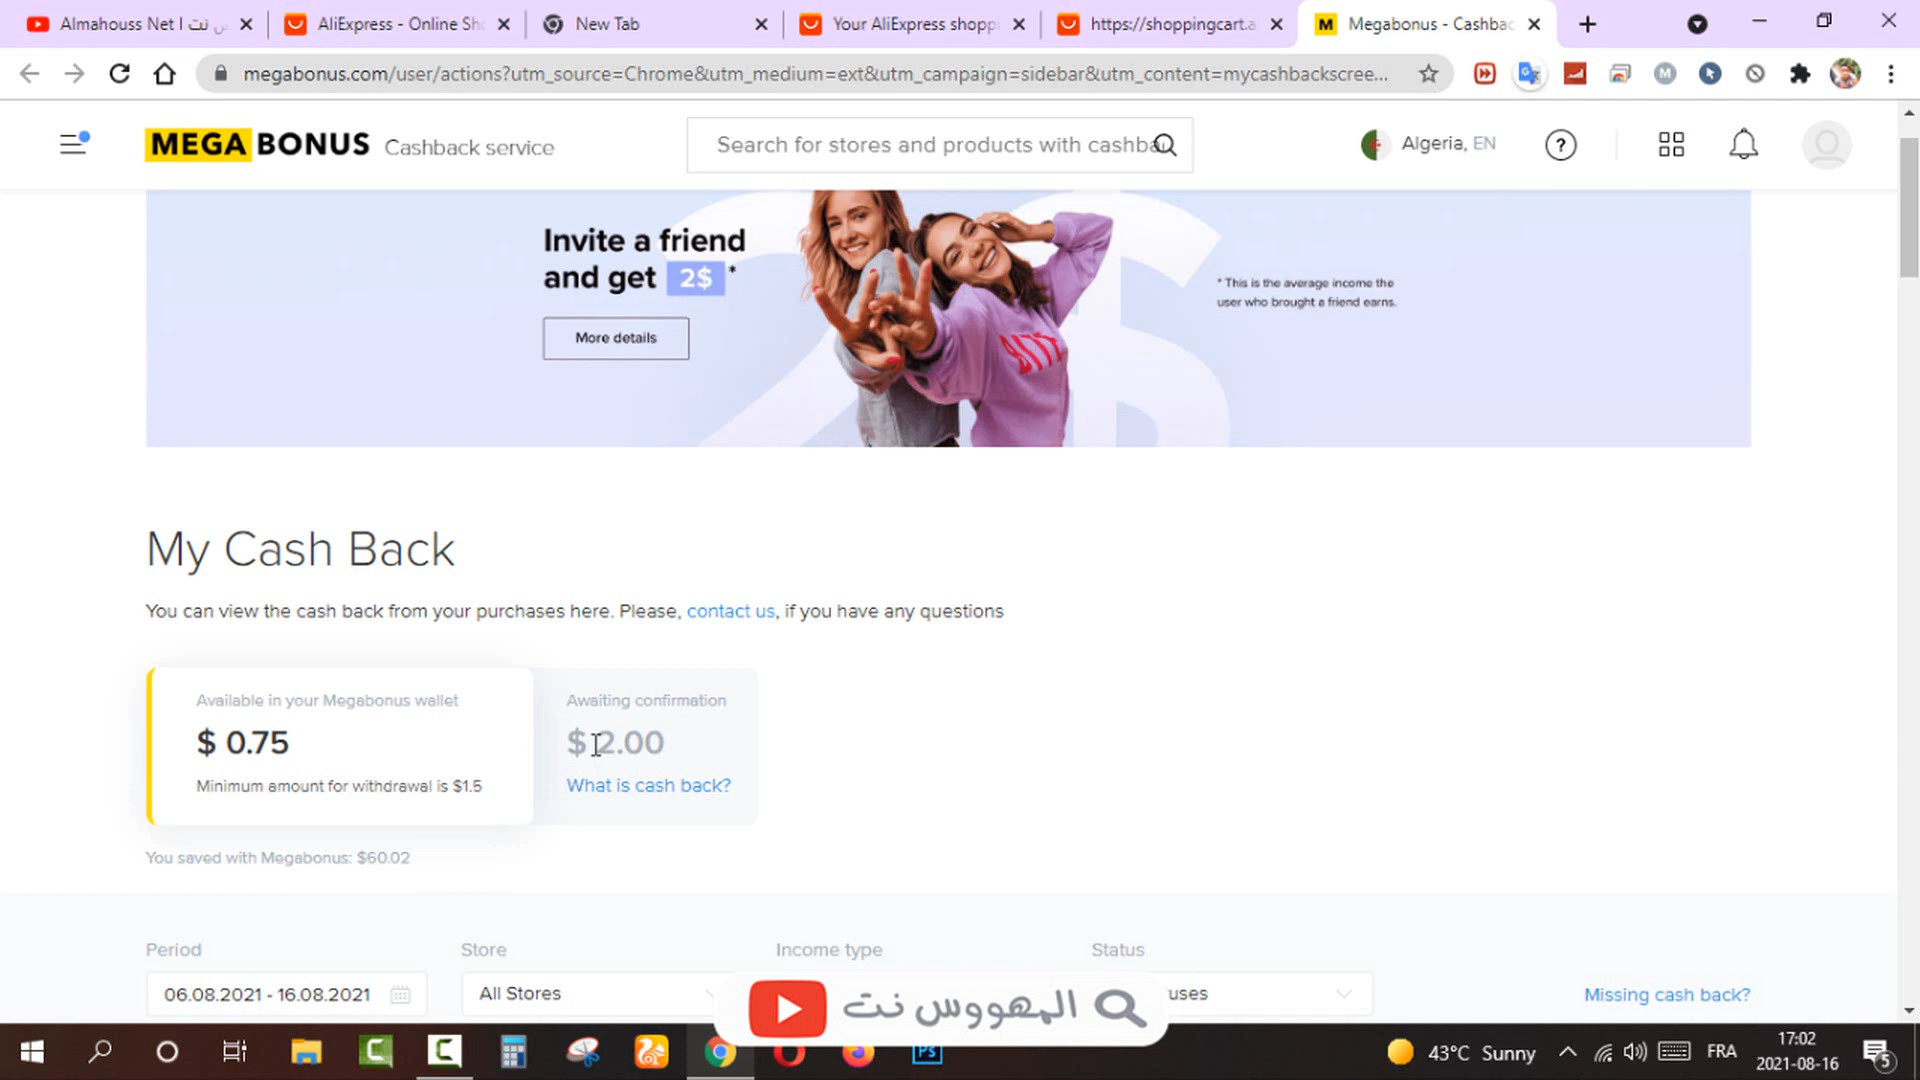 Almahouss Net | س نت
AliExpress - Online Sh
New Tab
Your AliExpress shoppi
https://shoppingcart.a
M
Megabonus - Cashbac
megabonus.com/user/actions?utm_source=Chrome&utm_medium=ext&utm_campaign=sidebar&utm_content=mycashbackscree...
MEGA BONUS Cashback service
Search for stores and products with cashba
Algeria, EN
?
Invite a friend
and get 2$ *
More details
* This is the average income the
user who brought a friend earns.
My Cash Back
You can view the cash back from your purchases here. Please, contact us, if you have any questions
Available in your Megabonus wallet
$ 0.75
Minimum amount for withdrawal is $1.5
Awaiting confirmation
$ 2.00
What is cash back?
You saved with Megabonus: $60.02
Period
Store
Income type
Status
06.08.2021 - 16.08.2021
All Stores
uses
Missing cash back?
المهووس نت
Ps
43°C Sunny
FRA
17:02
2021-08-16
5